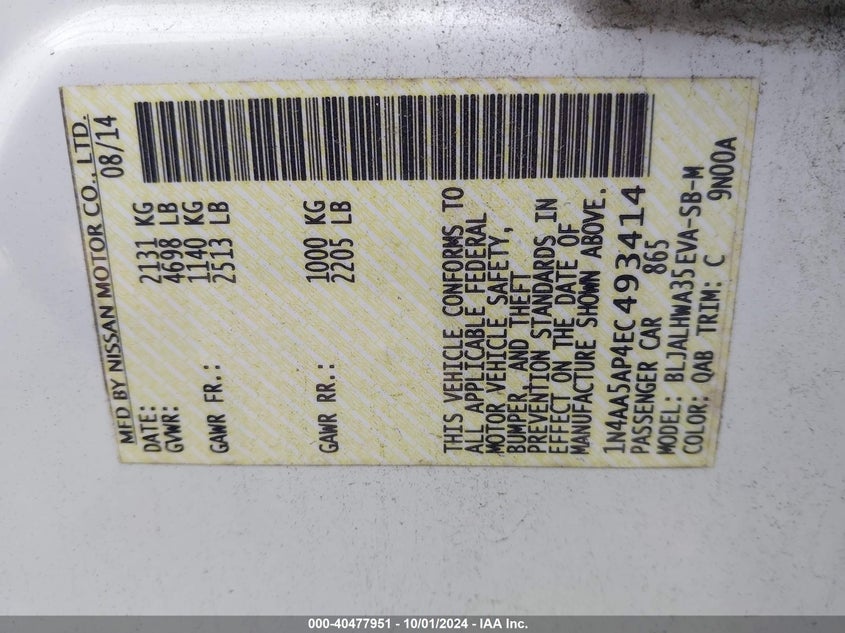 MFD BY NISSAN MOTOR CO., LTD.
DATE: 08/14
GVWR: 2131 KG
4698 LB
GAWR FR.: 1140 KG
2513 LB
GAWR RR.: 1000 KG
2205 LB
THIS VEHICLE CONFORMS TO
ALL APPLICABLE FEDERAL
MOTOR VEHICLE SAFETY,
BUMPER, AND THEFT
PREVENTION STANDARDS IN
EFFECT ON THE DATE OF
MANUFACTURE SHOWN ABOVE.
1N4AA5AP4EC493414
PASSENGER CAR 865
MODEL: BLJALHWA35EVA-SB-M
COLOR: QAB TRIM: C 9N00A
000-40477951 - 10/01/2024 - IAA Inc.